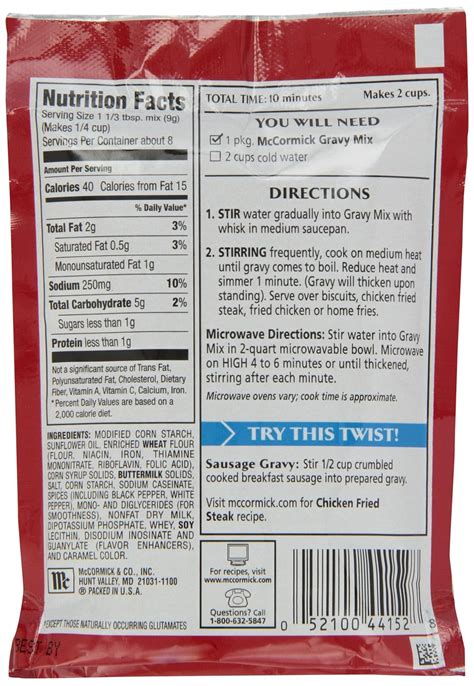 Nutrition Facts
Serving Size 1 1/3 tbsp. mix (9g)
(Makes 1/4 cup)
Servings Per Container about 8
Amount Per Serving
Calories 40 Calories from Fat 15
% Daily Value*
Total Fat 2g 3%
Saturated Fat 0.5g 3%
Monounsaturated Fat 1g
Sodium 250mg 10%
Total Carbohydrate 5g 2%
Sugars less than 1g
Protein less than 1g
Not a significant source of Trans Fat,
Polyunsaturated Fat, Cholesterol, Dietary
Fiber, Vitamin A, Vitamin C, Calcium, Iron.
*Percent Daily Values are based on a
2,000 calorie diet.
INGREDIENTS: MODIFIED CORN STARCH,
SUNFLOWER OIL, ENRICHED WHEAT FLOUR
(FLOUR, NIACIN, IRON, THIAMINE
MONONITRATE, RIBOFLAVIN, FOLIC ACID),
CORN SYRUP SOLIDS, BUTTERMILK SOLIDS,
SALT, CORN STARCH, SODIUM CASEINATE,
SPICES (INCLUDING BLACK PEPPER, WHITE
PEPPER), MONO- AND DIGLYCERIDES (FOR
SMOOTHNESS), NONFAT DRY MILK,
DIPOTASSIUM PHOSPHATE, WHEY, SOY
LECITHIN, DISODIUM INOSINATE AND
GUANYLATE (FLAVOR ENHANCERS),
AND CARAMEL COLOR.
Mc
McCORMICK & CO., INC.
HUNT VALLEY, MD 21031-1100
® PACKED IN U.S.A.
*EXCEPT THOSE NATURALLY OCCURRING GLUTAMATES
BEST BY
TOTAL TIME: 10 minutes Makes 2 cups.
YOU WILL NEED
1 pkg. McCormick Gravy Mix
2 cups cold water
DIRECTIONS
1. STIR water gradually into Gravy Mix with
whisk in medium saucepan.
2. STIRRING frequently, cook on medium heat
until gravy comes to boil. Reduce heat and
simmer 1 minute. (Gravy will thicken upon
standing). Serve over biscuits, chicken fried
steak, fried chicken or home fries.
Microwave Directions: Stir water into Gravy
Mix in 2-quart microwavable bowl. Microwave
on HIGH 4 to 6 minutes or until thickened,
stirring after each minute.
Microwave ovens vary; cook time is approximate.
TRY THIS TWIST!
Sausage Gravy: Stir 1/2 cup crumbled
cooked breakfast sausage into prepared gravy.
Visit mccormick.com for Chicken Fried
Steak recipe.
For recipes, visit
www.mccormick.com
Questions? Call
1-800-632-5847
0 52100 44152 8